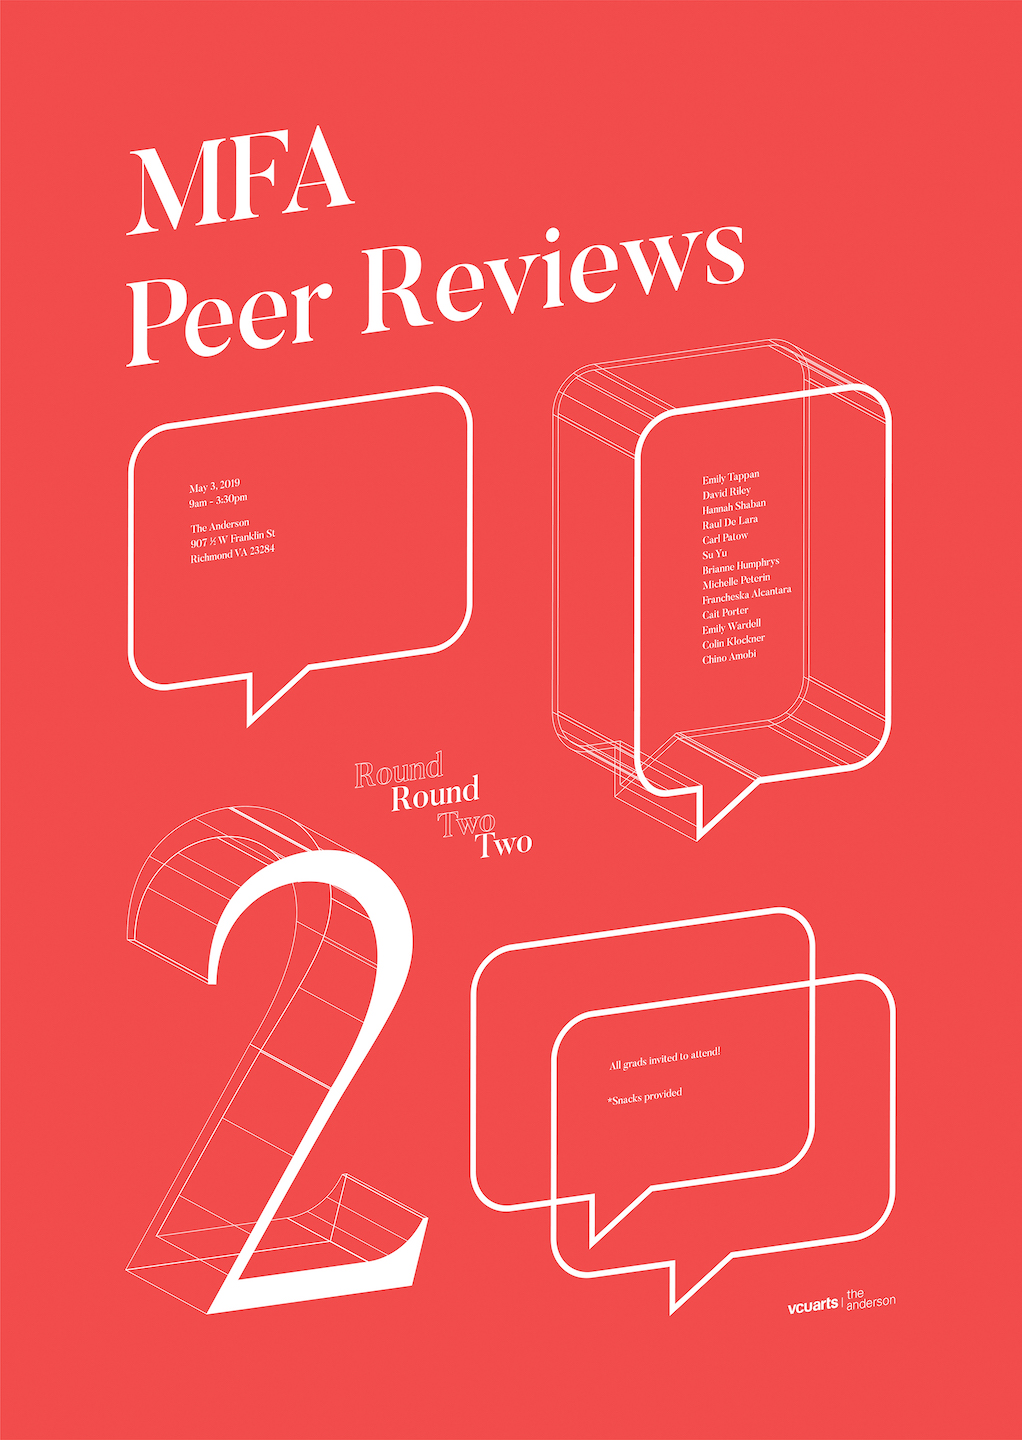 MFA
Peer Reviews
May 3, 2019
9am – 3:30pm
The Anderson
907 ½ W Franklin St
Richmond VA 23284
Emily Tappan
David Riley
Hannah Shaban
Raul De Lara
Carl Patow
Su Yu
Brianne Humphrys
Michelle Peterin
Francheska Alcantara
Cait Porter
Emily Wardell
Colin Klockner
Chino Amobi
Round
Round
Two
Two
2
All grads invited to attend!
*Snacks provided
vcuarts | the
anderson